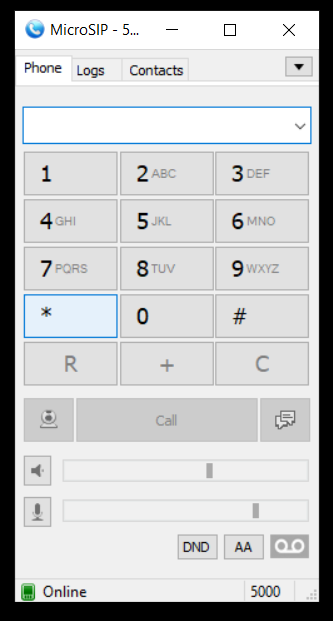 MicroSIP - 5...
Phone Logs Contacts
1 2 ABC 3 DEF
4 GHI 5 JKL 6 MNO
7 PQRS 8 TUV 9 WXYZ
* 0 #
R + C
Call
DND AA
Online 5000